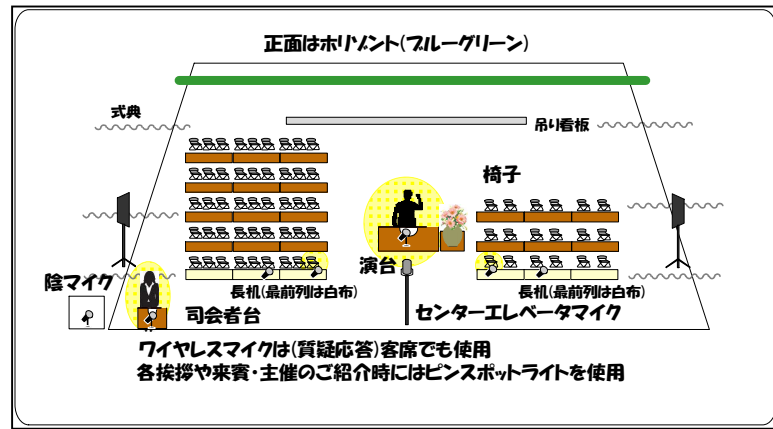 正面はホリゾント(ブルーグリーン)
式典
吊り看板
椅子
陰マイク
演台
長机(最前列は白布)
長机(最前列は白布)
司会者台
センターエレベータマイク
ワイヤレスマイクは(質疑応答)客席でも使用
各挨拶や来賓・主催のご紹介時にはピンスポットライトを使用